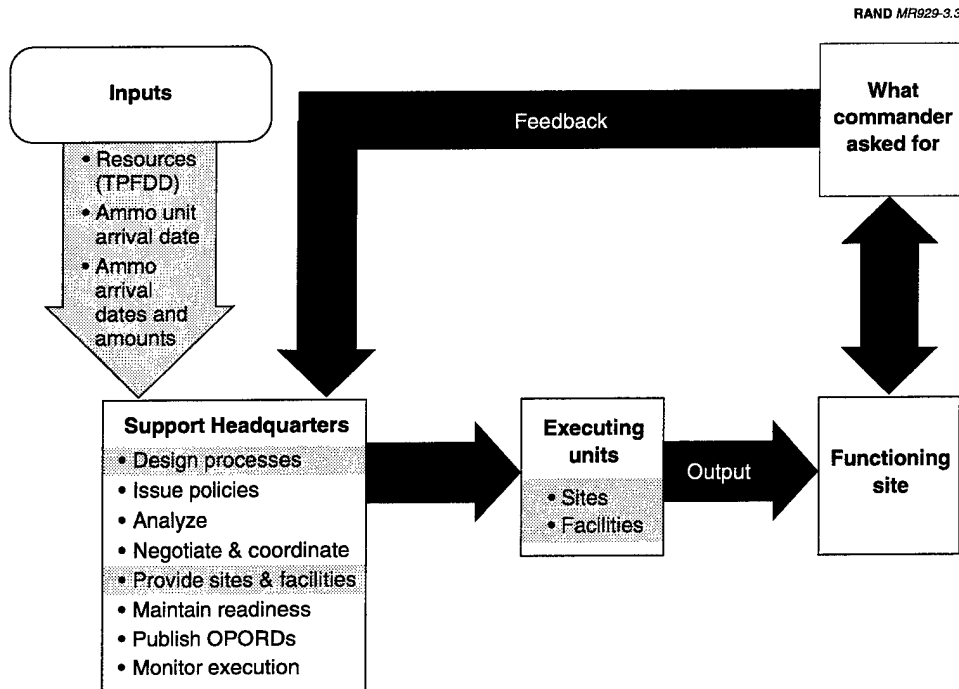 RAND MR929-3.3
Inputs
• Resources
(TPFDD)
• Ammo unit
arrival date
• Ammo
arrival
dates and
amounts
Feedback
What
commander
asked for
Support Headquarters
• Design processes
• Issue policies
• Analyze
• Negotiate & coordinate
• Provide sites & facilities
• Maintain readiness
• Publish OPORDs
• Monitor execution
Executing
units
• Sites
• Facilities
Output
Functioning
site